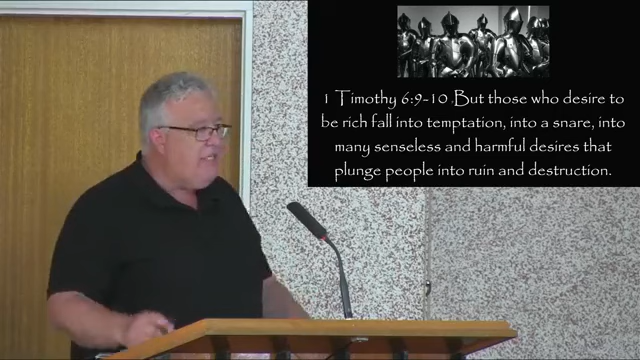 1 Timothy 6:9-10 .But those who desire to
be rich fall into temptation, into a snare, into
many senseless and harmful desires that
plunge people into ruin and destruction.